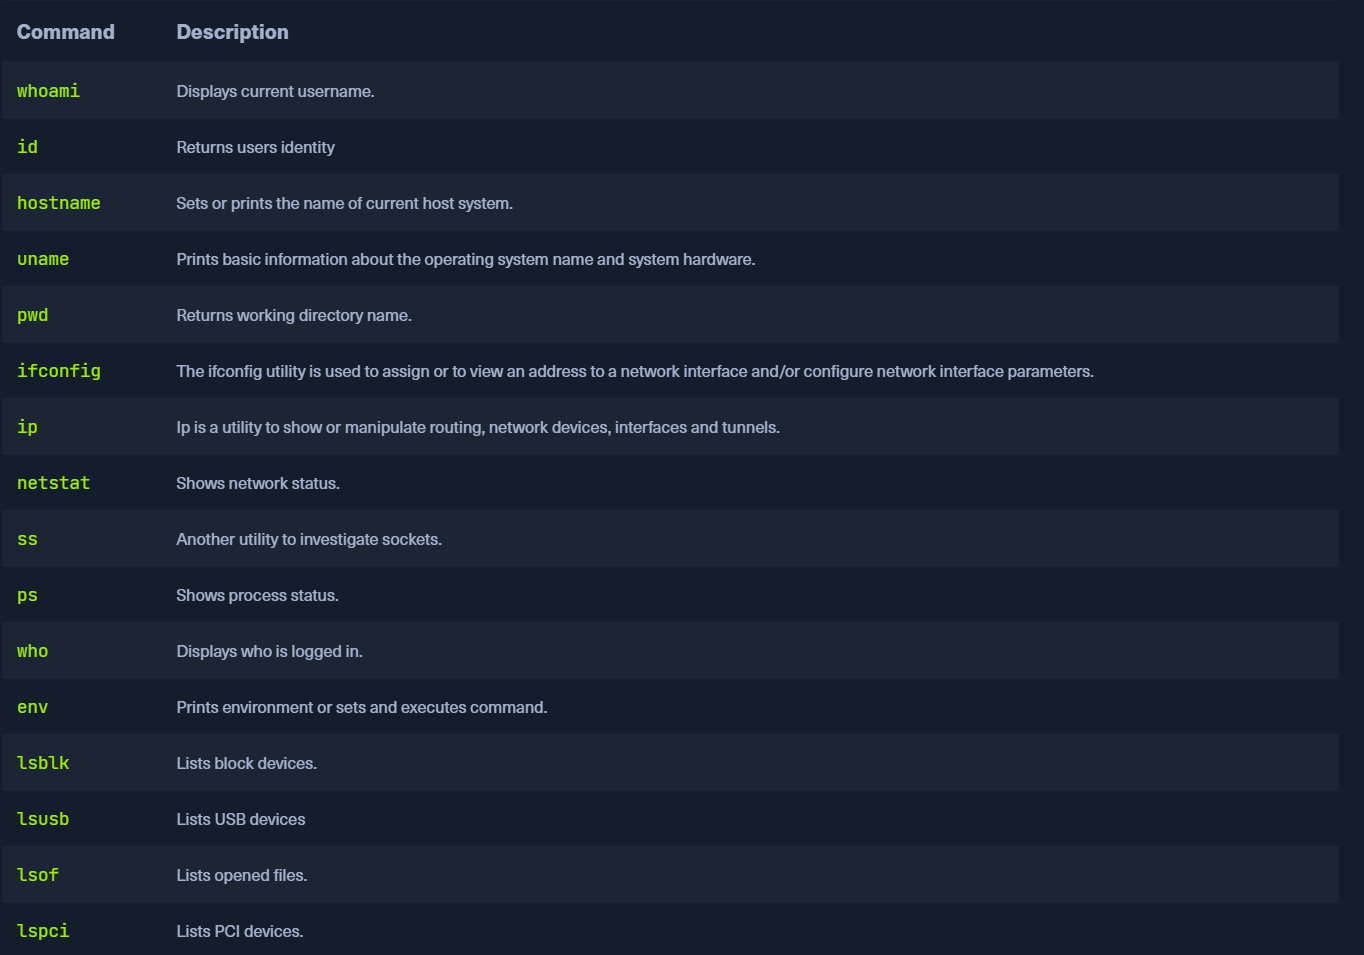 Command Description
whoami Displays current username.
id Returns users identity
hostname Sets or prints the name of current host system.
uname Prints basic information about the operating system name and system hardware.
pwd Returns working directory name.
ifconfig The ifconfig utility is used to assign or to view an address to a network interface and/or configure network interface parameters.
ip Ip is a utility to show or manipulate routing, network devices, interfaces and tunnels.
netstat Shows network status.
ss Another utility to investigate sockets.
ps Shows process status.
who Displays who is logged in.
env Prints environment or sets and executes command.
lsblk Lists block devices.
lsusb Lists USB devices
lsof Lists opened files.
lspci Lists PCI devices.